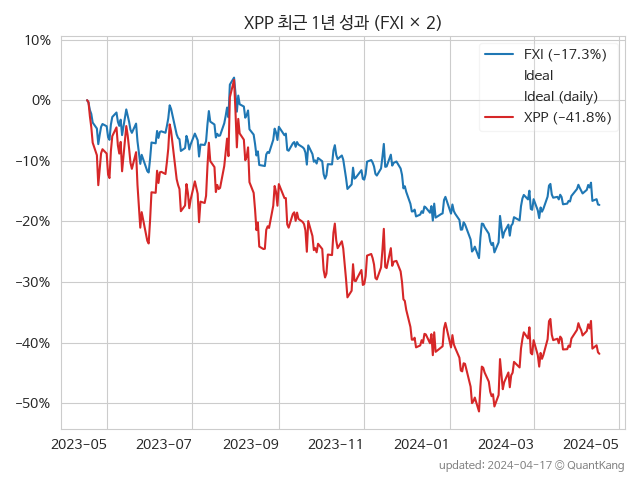 XPP 최근 1년 성과 (FXI × 2)
10%
0%
−10%
−20%
−30%
−40%
−50%
FXI (−17.3%)
Ideal
Ideal (daily)
XPP (−41.8%)
2023−05 2023−07 2023−09 2023−11 2024−01 2024−03 2024−05
updated: 2024−04−17 © QuantKang